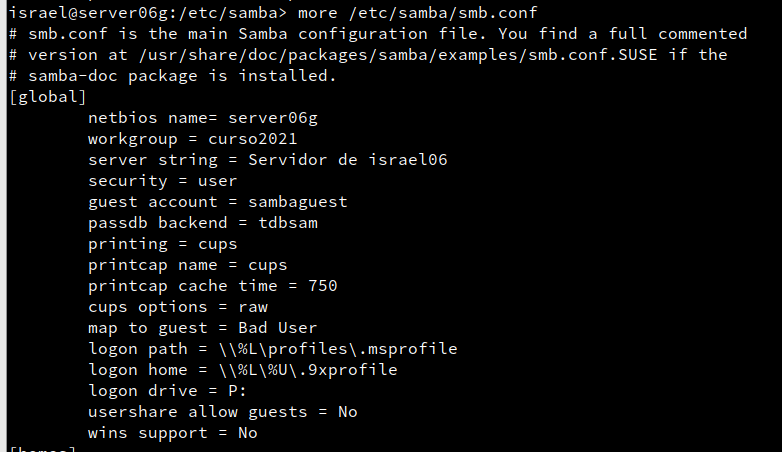 israel@server06g:/etc/samba> more /etc/samba/smb.conf
# smb.conf is the main Samba configuration file. You find a full commented
# version at /usr/share/doc/packages/samba/examples/smb.conf.SUSE if the
# samba-doc package is installed.
[global]
        netbios name= server06g
        workgroup = curso2021
        server string = Servidor de israel06
        security = user
        guest account = sambaguest
        passdb backend = tdbsam
        printing = cups
        printcap name = cups
        printcap cache time = 750
        cups options = raw
        map to guest = Bad User
        logon path = \\%L\profiles\.msprofile
        logon home = \\%L\%U\.9xprofile
        logon drive = P:
        usershare allow guests = No
        wins support = No